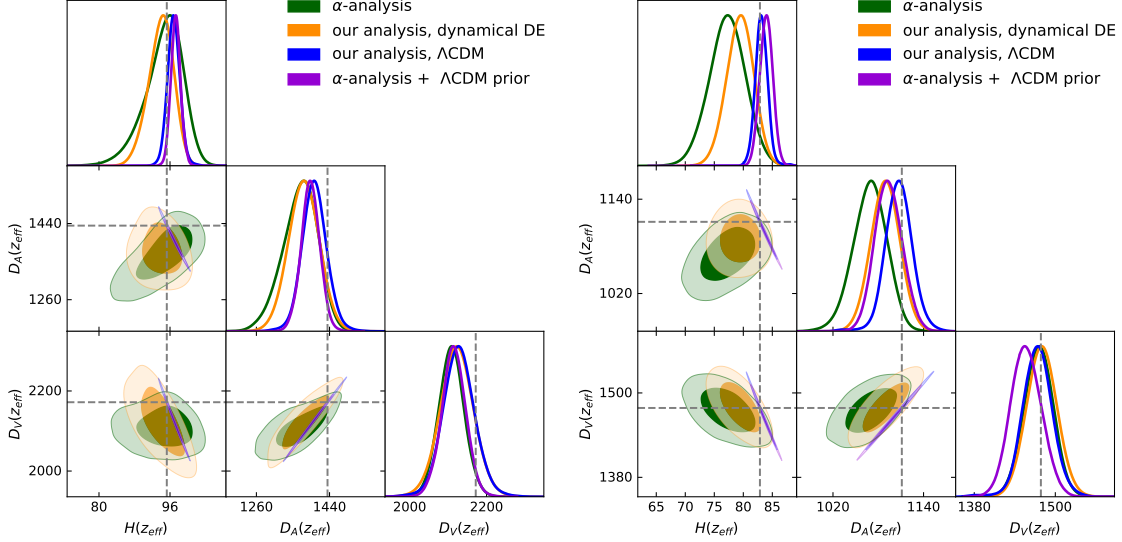 α-analysis
our analysis, dynamical DE
our analysis, ΛCDM
α-analysis + ΛCDM prior
1440
1260
D_A(z_eff)
2200
2000
D_V(z_eff)
80 96
H(z_eff)
1260 1440
D_A(z_eff)
2000 2200
D_V(z_eff)
α-analysis
our analysis, dynamical DE
our analysis, ΛCDM
α-analysis + ΛCDM prior
1140
1020
D_A(z_eff)
1500
1380
D_V(z_eff)
65 70 75 80 85
H(z_eff)
1020 1140
D_A(z_eff)
1380 1500
D_V(z_eff)